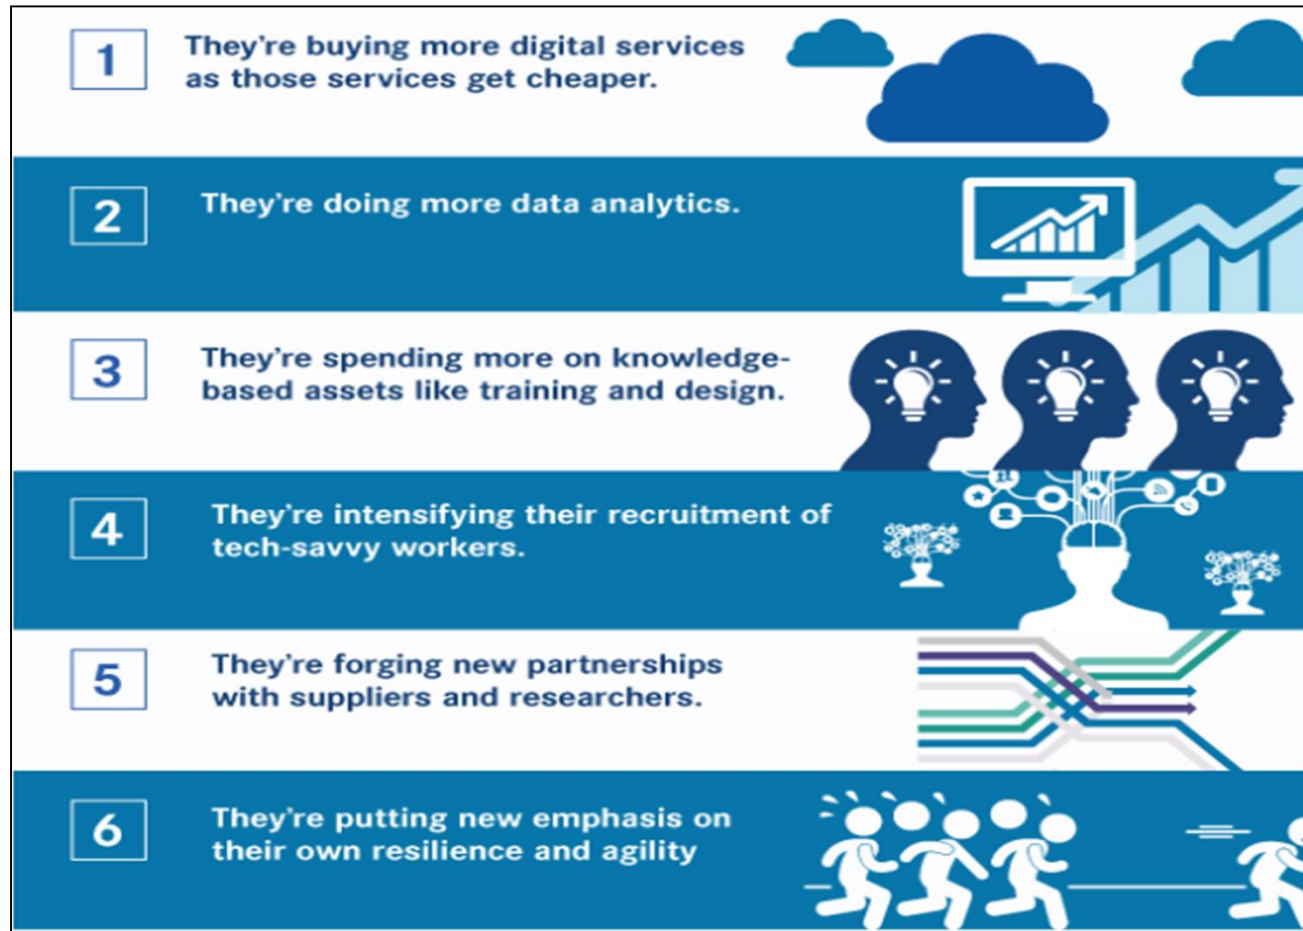 1
They're buying more digital services
as those services get cheaper.
2
They're doing more data analytics.
3
They're spending more on knowledge-
based assets like training and design.
4
They're intensifying their recruitment of
tech-savvy workers.
5
They're forging new partnerships
with suppliers and researchers.
6
They're putting new emphasis on
their own resilience and agility